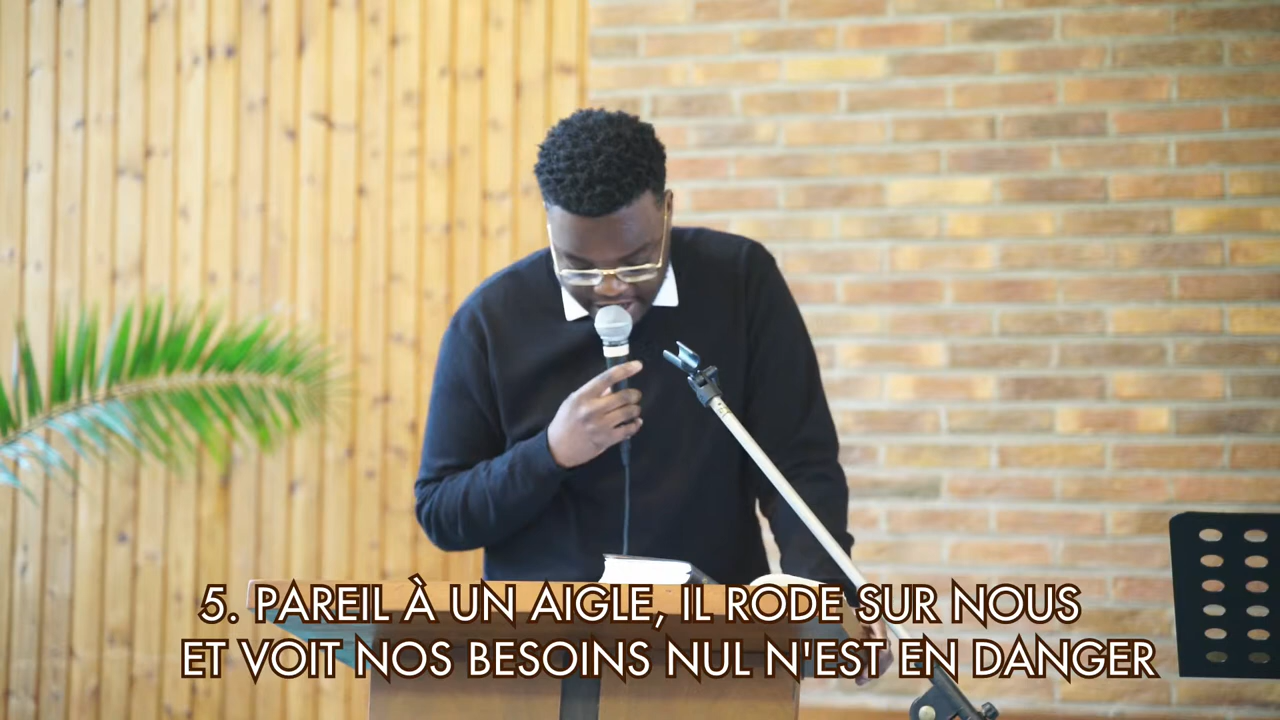 5. PAREIL À UN AIGLE, IL RODE SUR NOUS
ET VOIT NOS BESOINS NUL N'EST EN DANGER